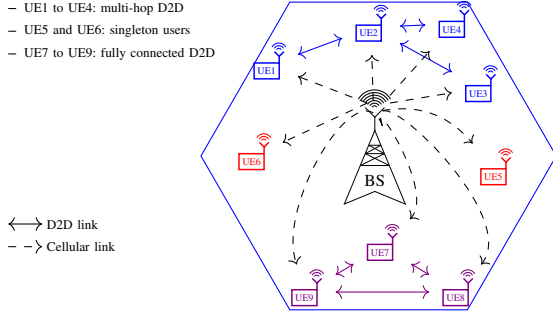 – UE1 to UE4: multi-hop D2D
– UE5 and UE6: singleton users
– UE7 to UE9: fully connected D2D
UE2
UE4
UE1
UE3
UE6
UE5
BS
D2D link
Cellular link
UE7
UE9
UE8